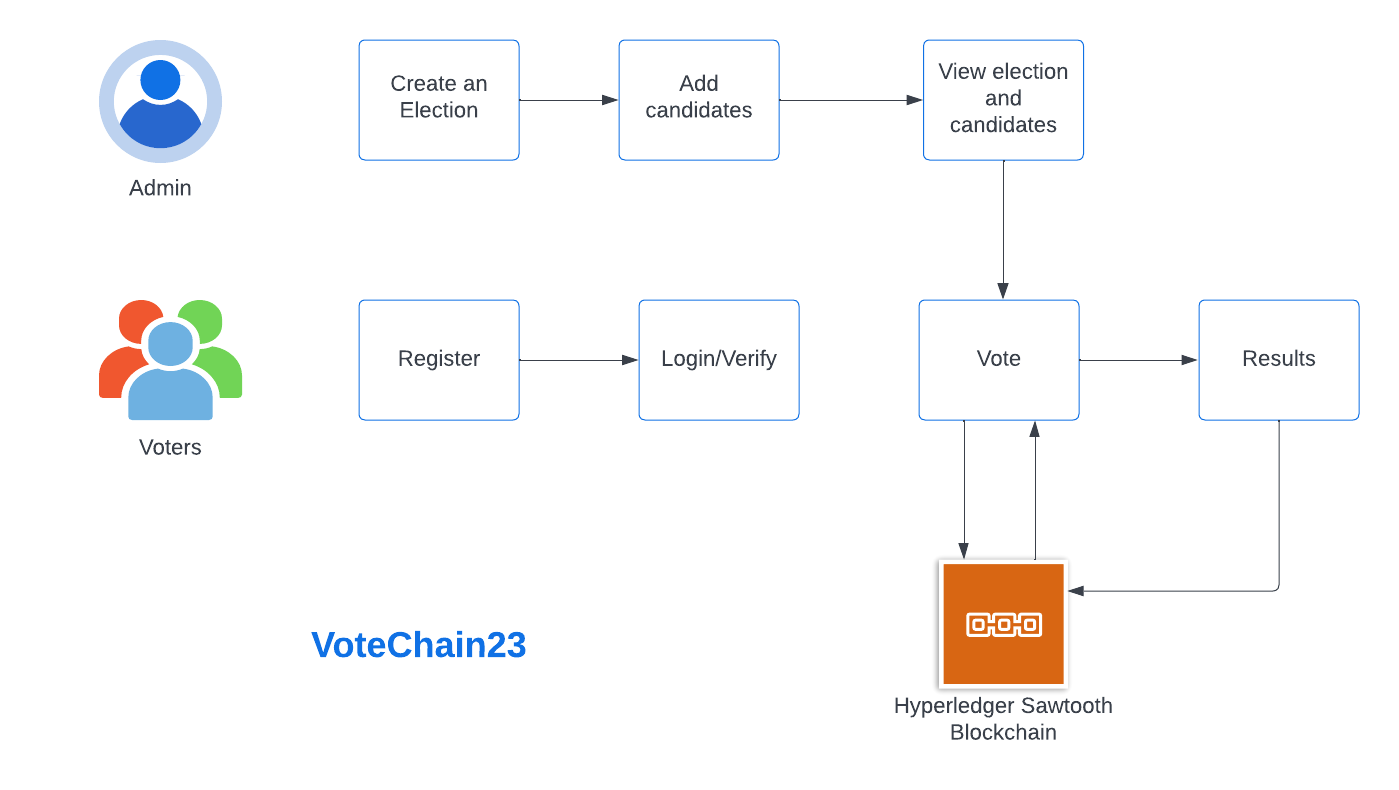 Create an
Election
Add
candidates
View election
and
candidates
Admin
Register
Login/Verify
Vote
Results
Voters
VoteChain23
Hyperledger Sawtooth
Blockchain